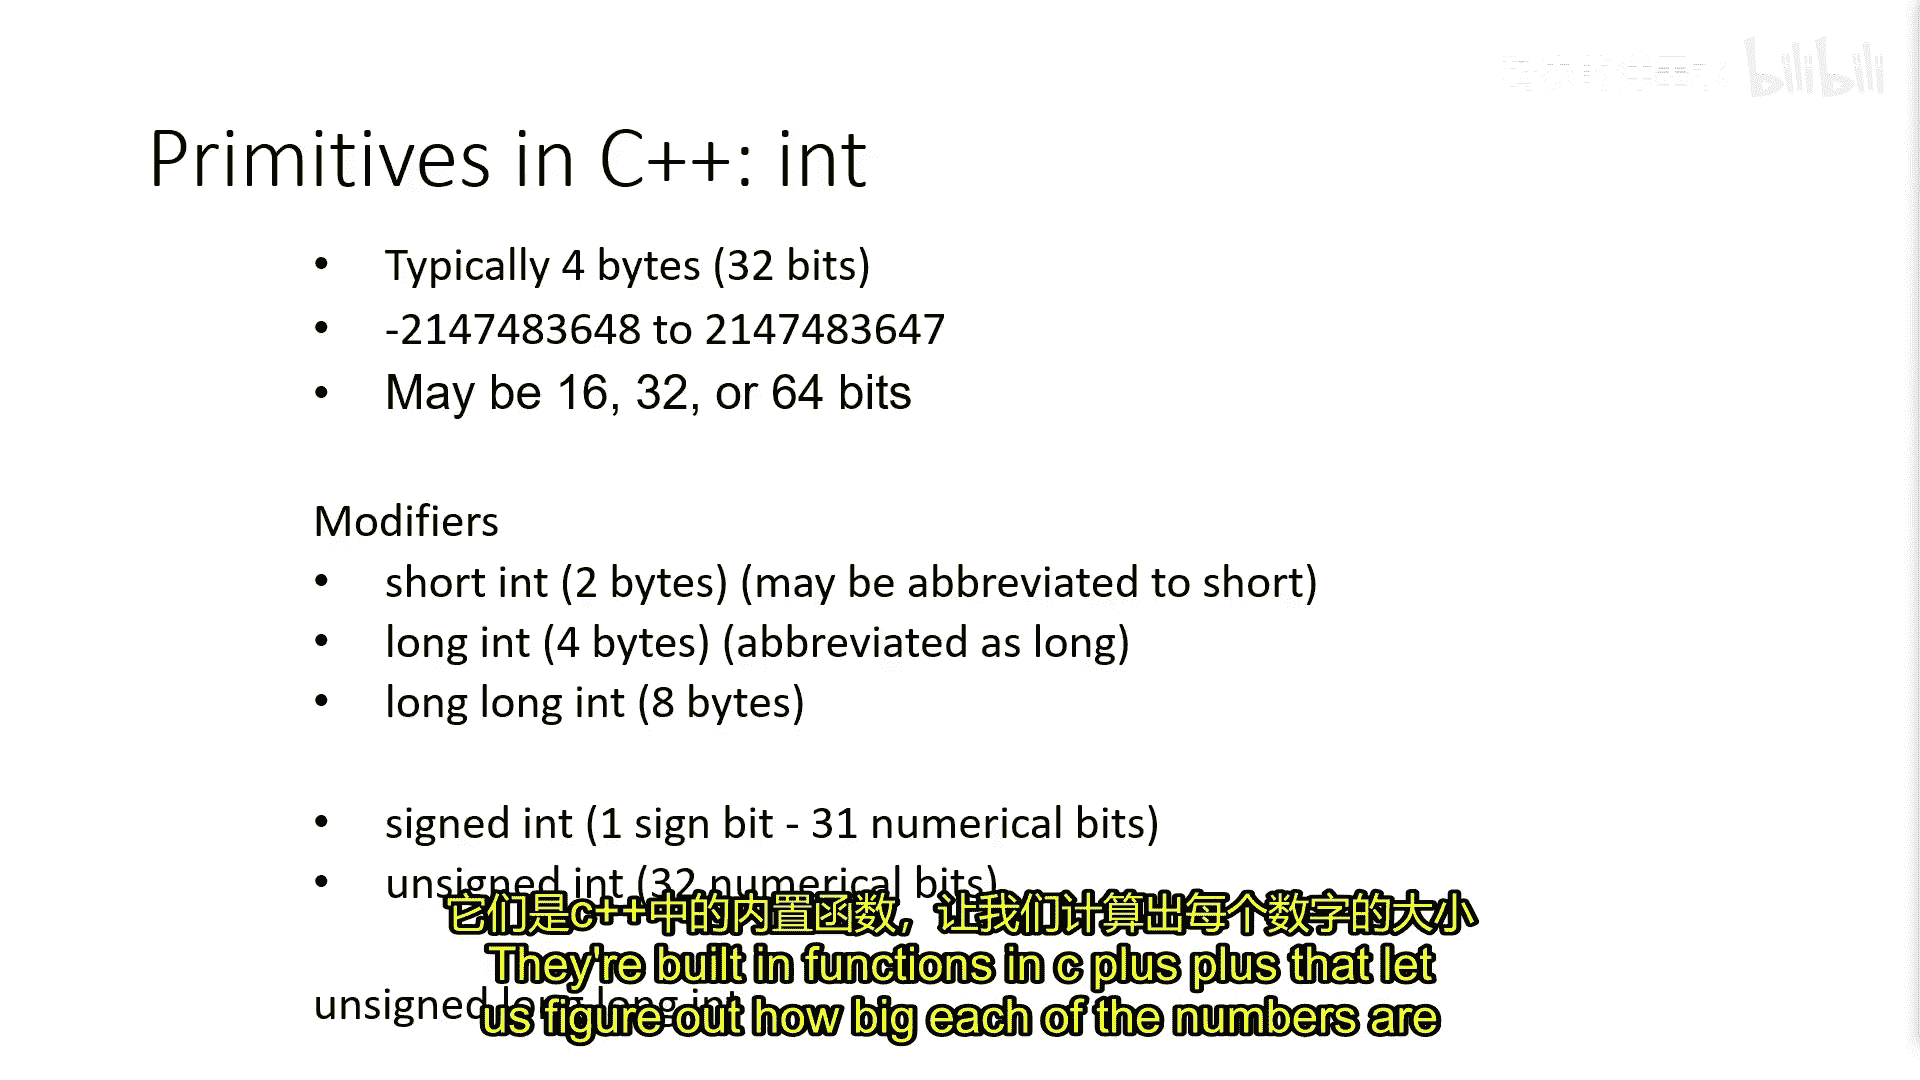 bilibili
Primitives in C++: int
• Typically 4 bytes (32 bits)
• -2147483648 to 2147483647
• May be 16, 32, or 64 bits
Modifiers
• short int (2 bytes) (may be abbreviated to short)
• long int (4 bytes) (abbreviated as long)
• long long int (8 bytes)
• signed int (1 sign bit - 31 numerical bits)
• unsigned int (32 numerical bits)
它们是c++中的内置函数，让我们计算出每个数字的大小
They're built in functions in c plus plus that let
unsigned long long int
us figure out how big each of the numbers are